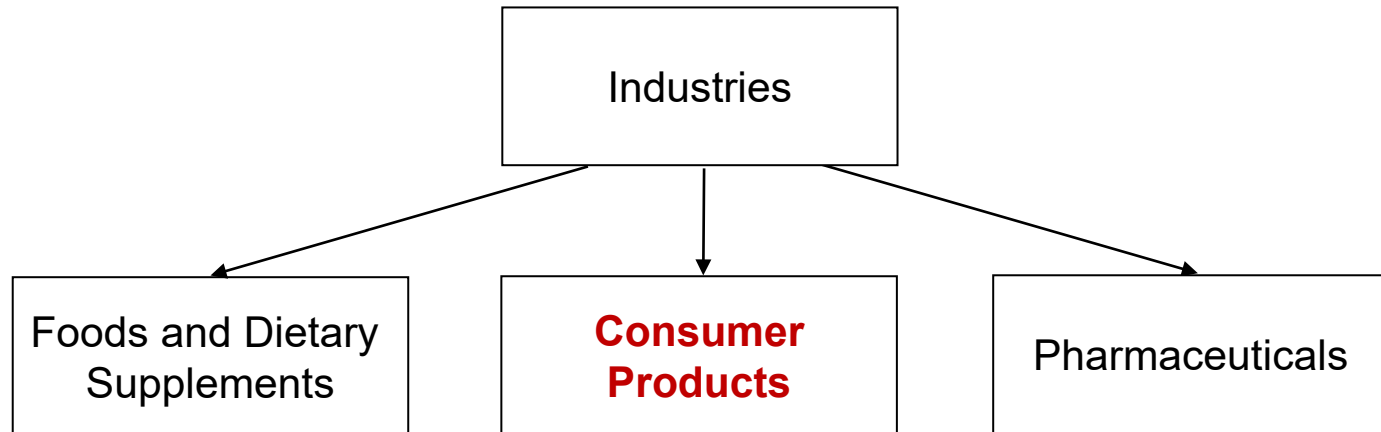 Industries
Foods and Dietary
Supplements
Consumer
Products
Pharmaceuticals